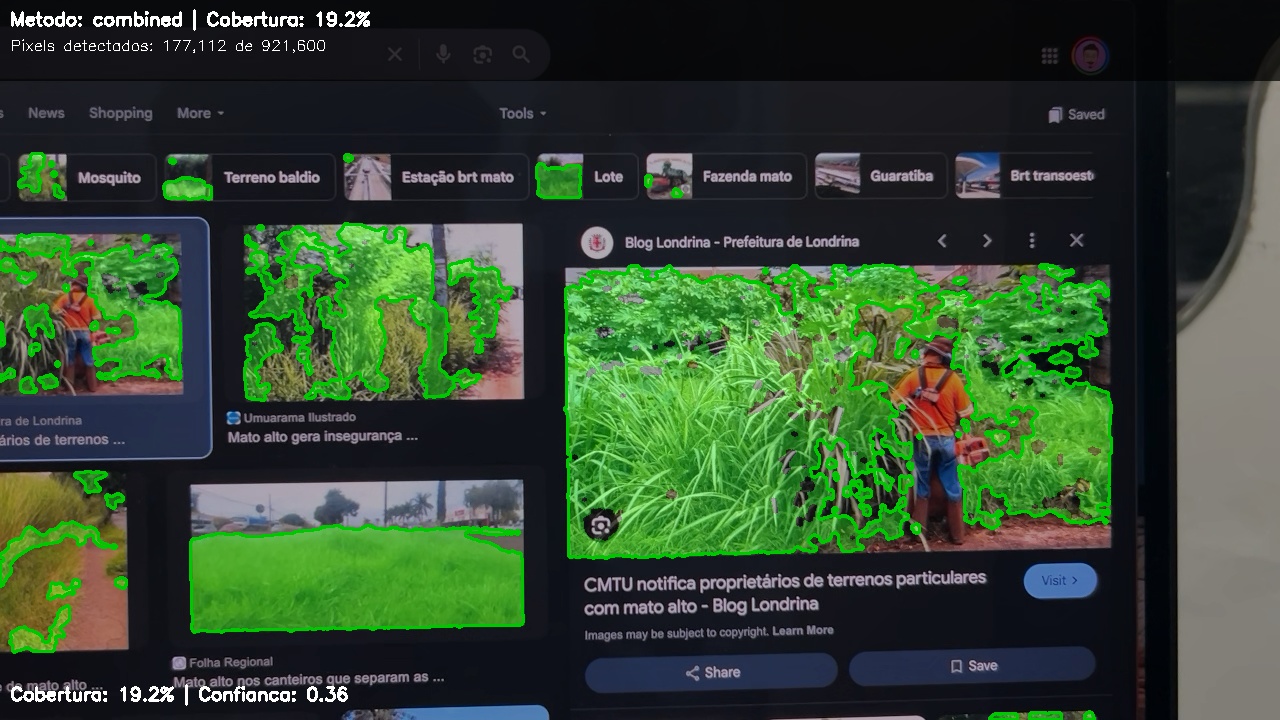 Metodo: combined | Cobertura: 19.2%
Pixels detectados: 177,112 de 921,600
News Shopping More Tools Saved
Mosquito Terreno baldio Estação brt mato Lote Fazenda mato Guaratiba Brt transoest
Blog Londrina - Prefeitura de Londrina
ra de Londrina
ários de terrenos ...
Umuarama Ilustrado
Mato alto gera insegurança ...
CMTU notifica proprietários de terrenos particulares
com mato alto - Blog Londrina
Visit >
Images may be subject to copyright. Learn More
Share Save
Folha Regional
Mato alto nos canteiros que separam as ...
de mato alto ...
Cobertura: 19.2% | Confianca: 0.36